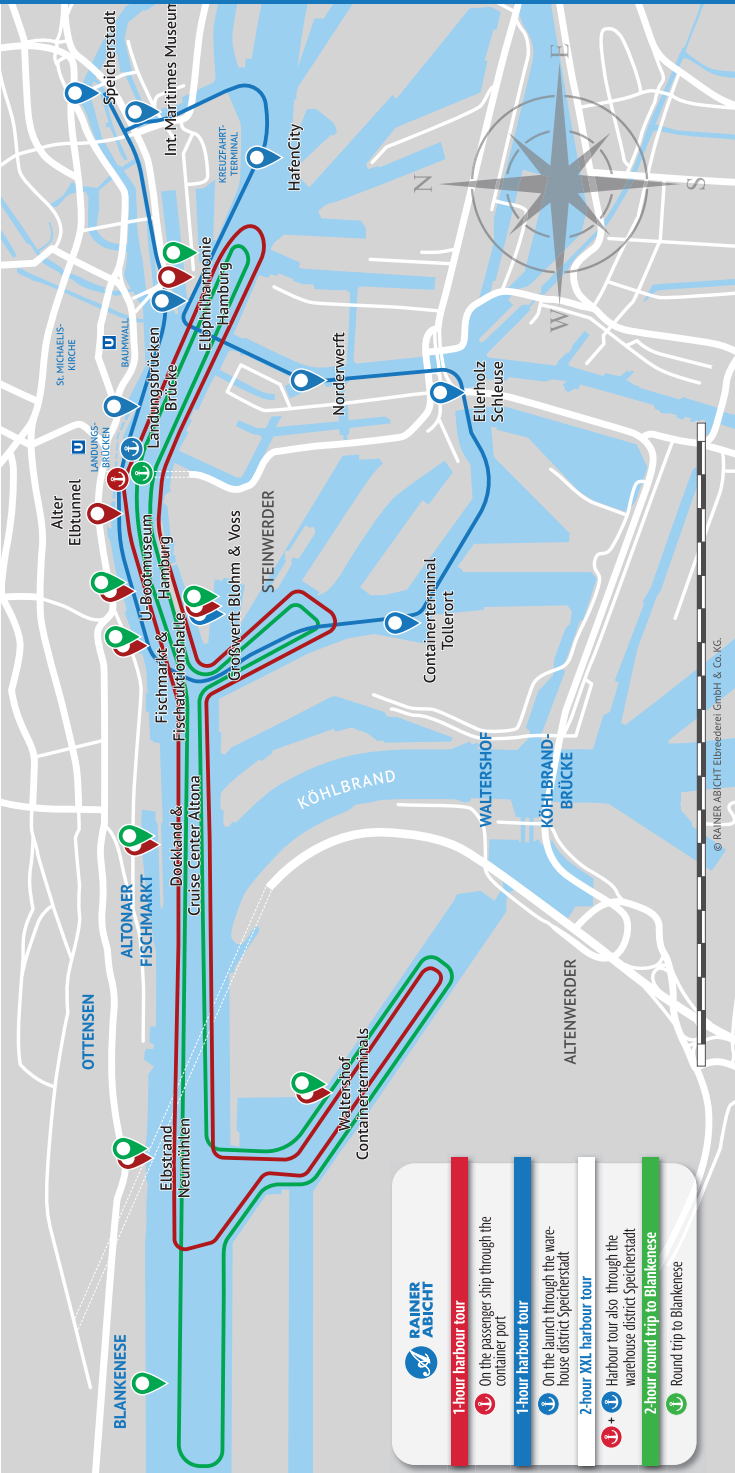 Speicherstadt
Int. Maritimes Museum
KREUZFAHRT-
TERMINAL
HafenCity
N
E
S
W
Elbphilharmonie
Hamburg
St. MICHAELIS-
KIRCHE
U
BAUMWALL
Landungsbrücken
Brücke
U
LANDUNGS-
BRÜCKEN
Norderwerft
Ellerholz
Schleuse
Alter
Elbtunnel
U-Bootmuseum
Hamburg
STEINWERDER
Großwerft Blohm & Voss
Fischmarkt &
Fischauktionshalle
Containerterminal
Tollerort
Dockland &
Cruise Center Altona
KÖHLBRAND
WALTERSHOF
KÖHLBRAND-
BRÜCKE
ALTONAER
FISCHMARKT
OTTENSEN
ALTENWERDER
Waltershof
Containerterminals
Elbstrand
Neumühlen
BLANKENESE
© RAINER ABICHT Elbreederei GmbH & Co. KG.
RAINER
ABICHT
1-hour harbour tour
On the passenger ship through the
container port
1-hour harbour tour
On the launch through the ware-
house district Speicherstadt
2-hour XXL harbour tour
+
Harbour tour also through the
warehouse district Speicherstadt
2-hour round trip to Blankenese
Round trip to Blankenese